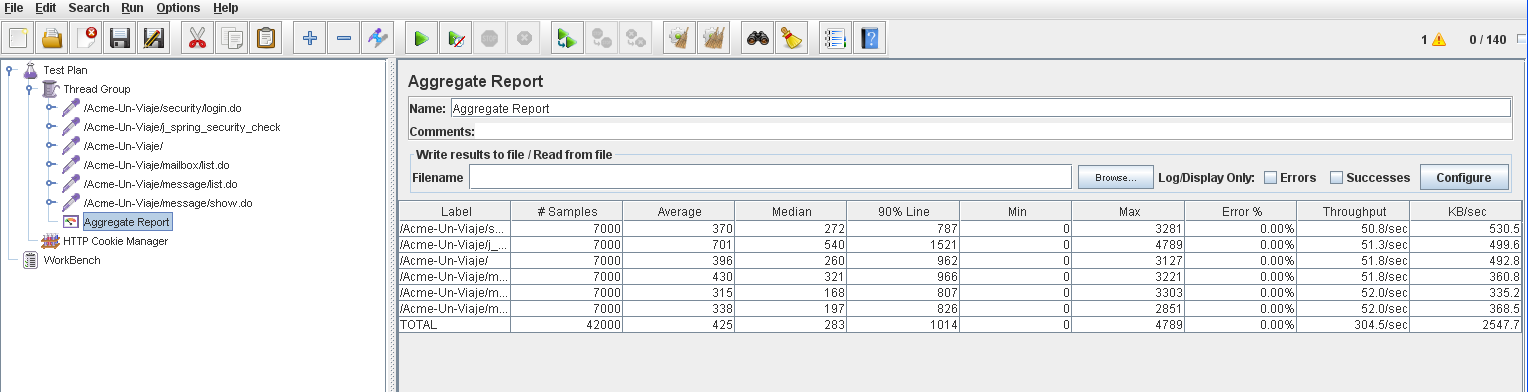 File Edit Search Run Options Help
1 0 / 140
Test Plan
Thread Group
/Acme-Un-Viaje/security/login.do
/Acme-Un-Viaje/j_spring_security_check
/Acme-Un-Viaje/
/Acme-Un-Viaje/mailbox/list.do
/Acme-Un-Viaje/message/list.do
/Acme-Un-Viaje/message/show.do
Aggregate Report
HTTP Cookie Manager
WorkBench
Aggregate Report
Name: Aggregate Report
Comments:
Write results to file / Read from file
Filename Browse... Log/Display Only: Errors Successes Configure
Label # Samples Average Median 90% Line Min Max Error % Throughput KB/sec
/Acme-Un-Viaje/s... 7000 370 272 787 0 3281 0.00% 50.8/sec 530.5
/Acme-Un-Viaje/j_... 7000 701 540 1521 0 4789 0.00% 51.3/sec 499.6
/Acme-Un-Viaje/ 7000 396 260 962 0 3127 0.00% 51.8/sec 492.8
/Acme-Un-Viaje/m... 7000 430 321 966 0 3221 0.00% 51.8/sec 360.8
/Acme-Un-Viaje/m... 7000 315 168 807 0 3303 0.00% 52.0/sec 335.2
/Acme-Un-Viaje/m... 7000 338 197 826 0 2851 0.00% 52.0/sec 368.5
TOTAL 42000 425 283 1014 0 4789 0.00% 304.5/sec 2547.7